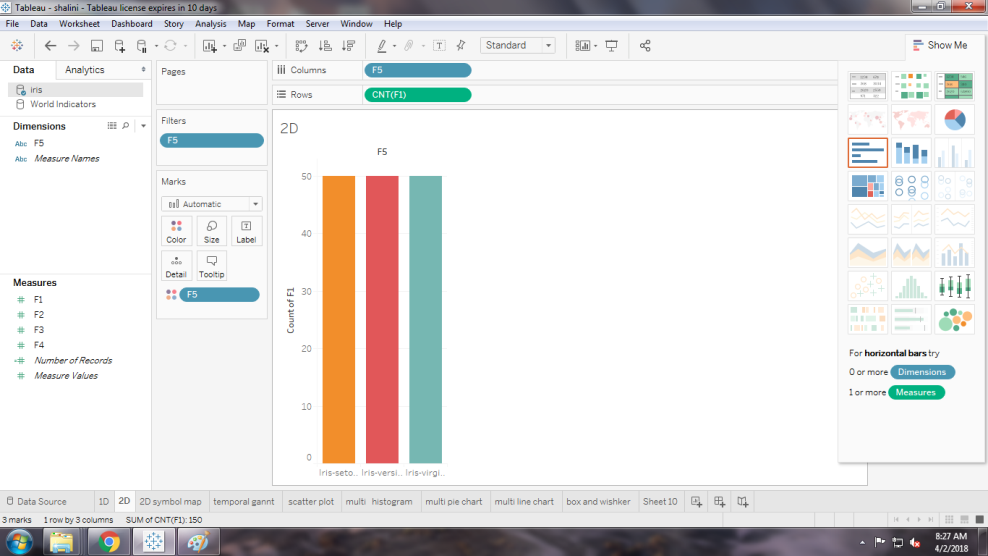 Tableau - shalini - Tableau license expires in 10 days
File Data Worksheet Dashboard Story Analysis Map Format Server Window Help
Standard
Show Me
Data Analytics
iris
World Indicators
Dimensions
Abc F5
Abc Measure Names
Measures
F1
F2
F3
F4
Number of Records
Measure Values
Pages
Filters
F5
Marks
Automatic
Color Size Label
Detail Tooltip
F5
Columns F5
Rows CNT(F1)
2D
F5
Count of F1
50
40
30
20
10
0
Iris-seto.. Iris-versi.. Iris-virgi..
For horizontal bars try
0 or more Dimensions
1 or more Measures
Data Source 1D 2D 2D symbol map temporal gannt scatter plot multi histogram multi pie chart multi line chart box and wishker Sheet 10
3 marks 1 row by 3 columns SUM of CNT(F1): 150
8:27 AM
4/2/2018